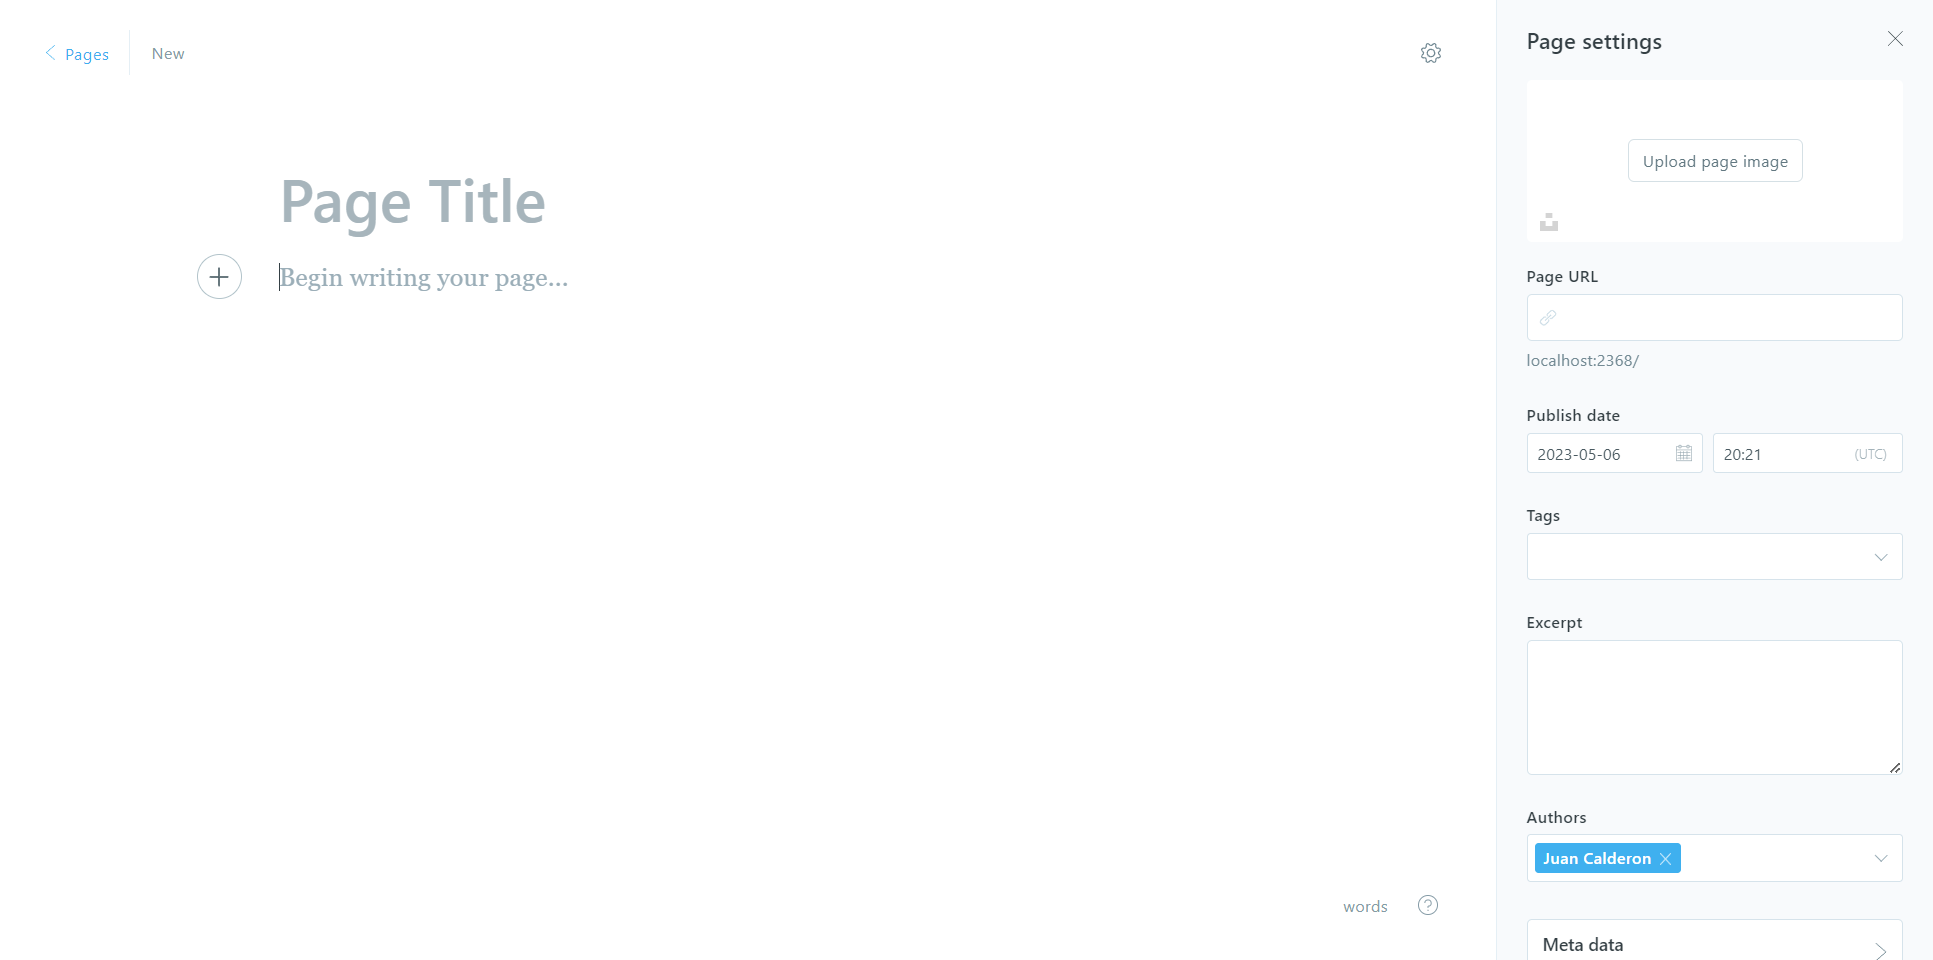 Pages
New
Page Title
Begin writing your page...
words
?
Page settings
Upload page image
Page URL
localhost:2368/
Publish date
2023-05-06
20:21
(UTC)
Tags
Excerpt
Authors
Juan Calderon
Meta data